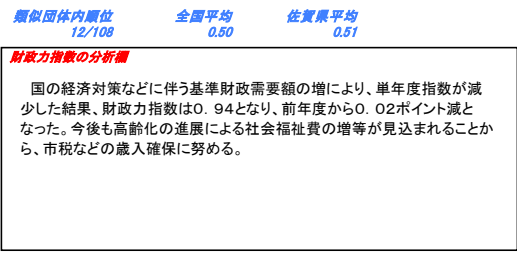 類似団体内順位 全国平均 佐賀県平均
12/108 0.50 0.51
財政力指数の分析欄
国の経済対策などに伴う基準財政需要額の増により、単年度指数が減
少した結果、財政力指数は０．９４となり、前年度から０．０２ポイント減と
なった。今後も高齢化の進展による社会福祉費の増等が見込まれることか
ら、市税などの歳入確保に努める。